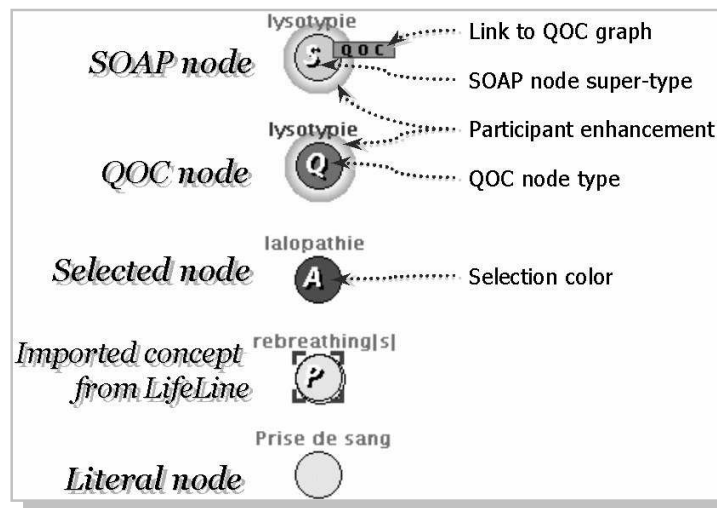 lysotypie
SOAP node
S
Q O C
Link to QOC graph
SOAP node super-type
Participant enhancement
lysotypie
QOC node
Q
QOC node type
lalopathie
Selected node
A
Selection color
rebreathing|s|
Imported concept
from LifeLine
Prise de sang
Literal node